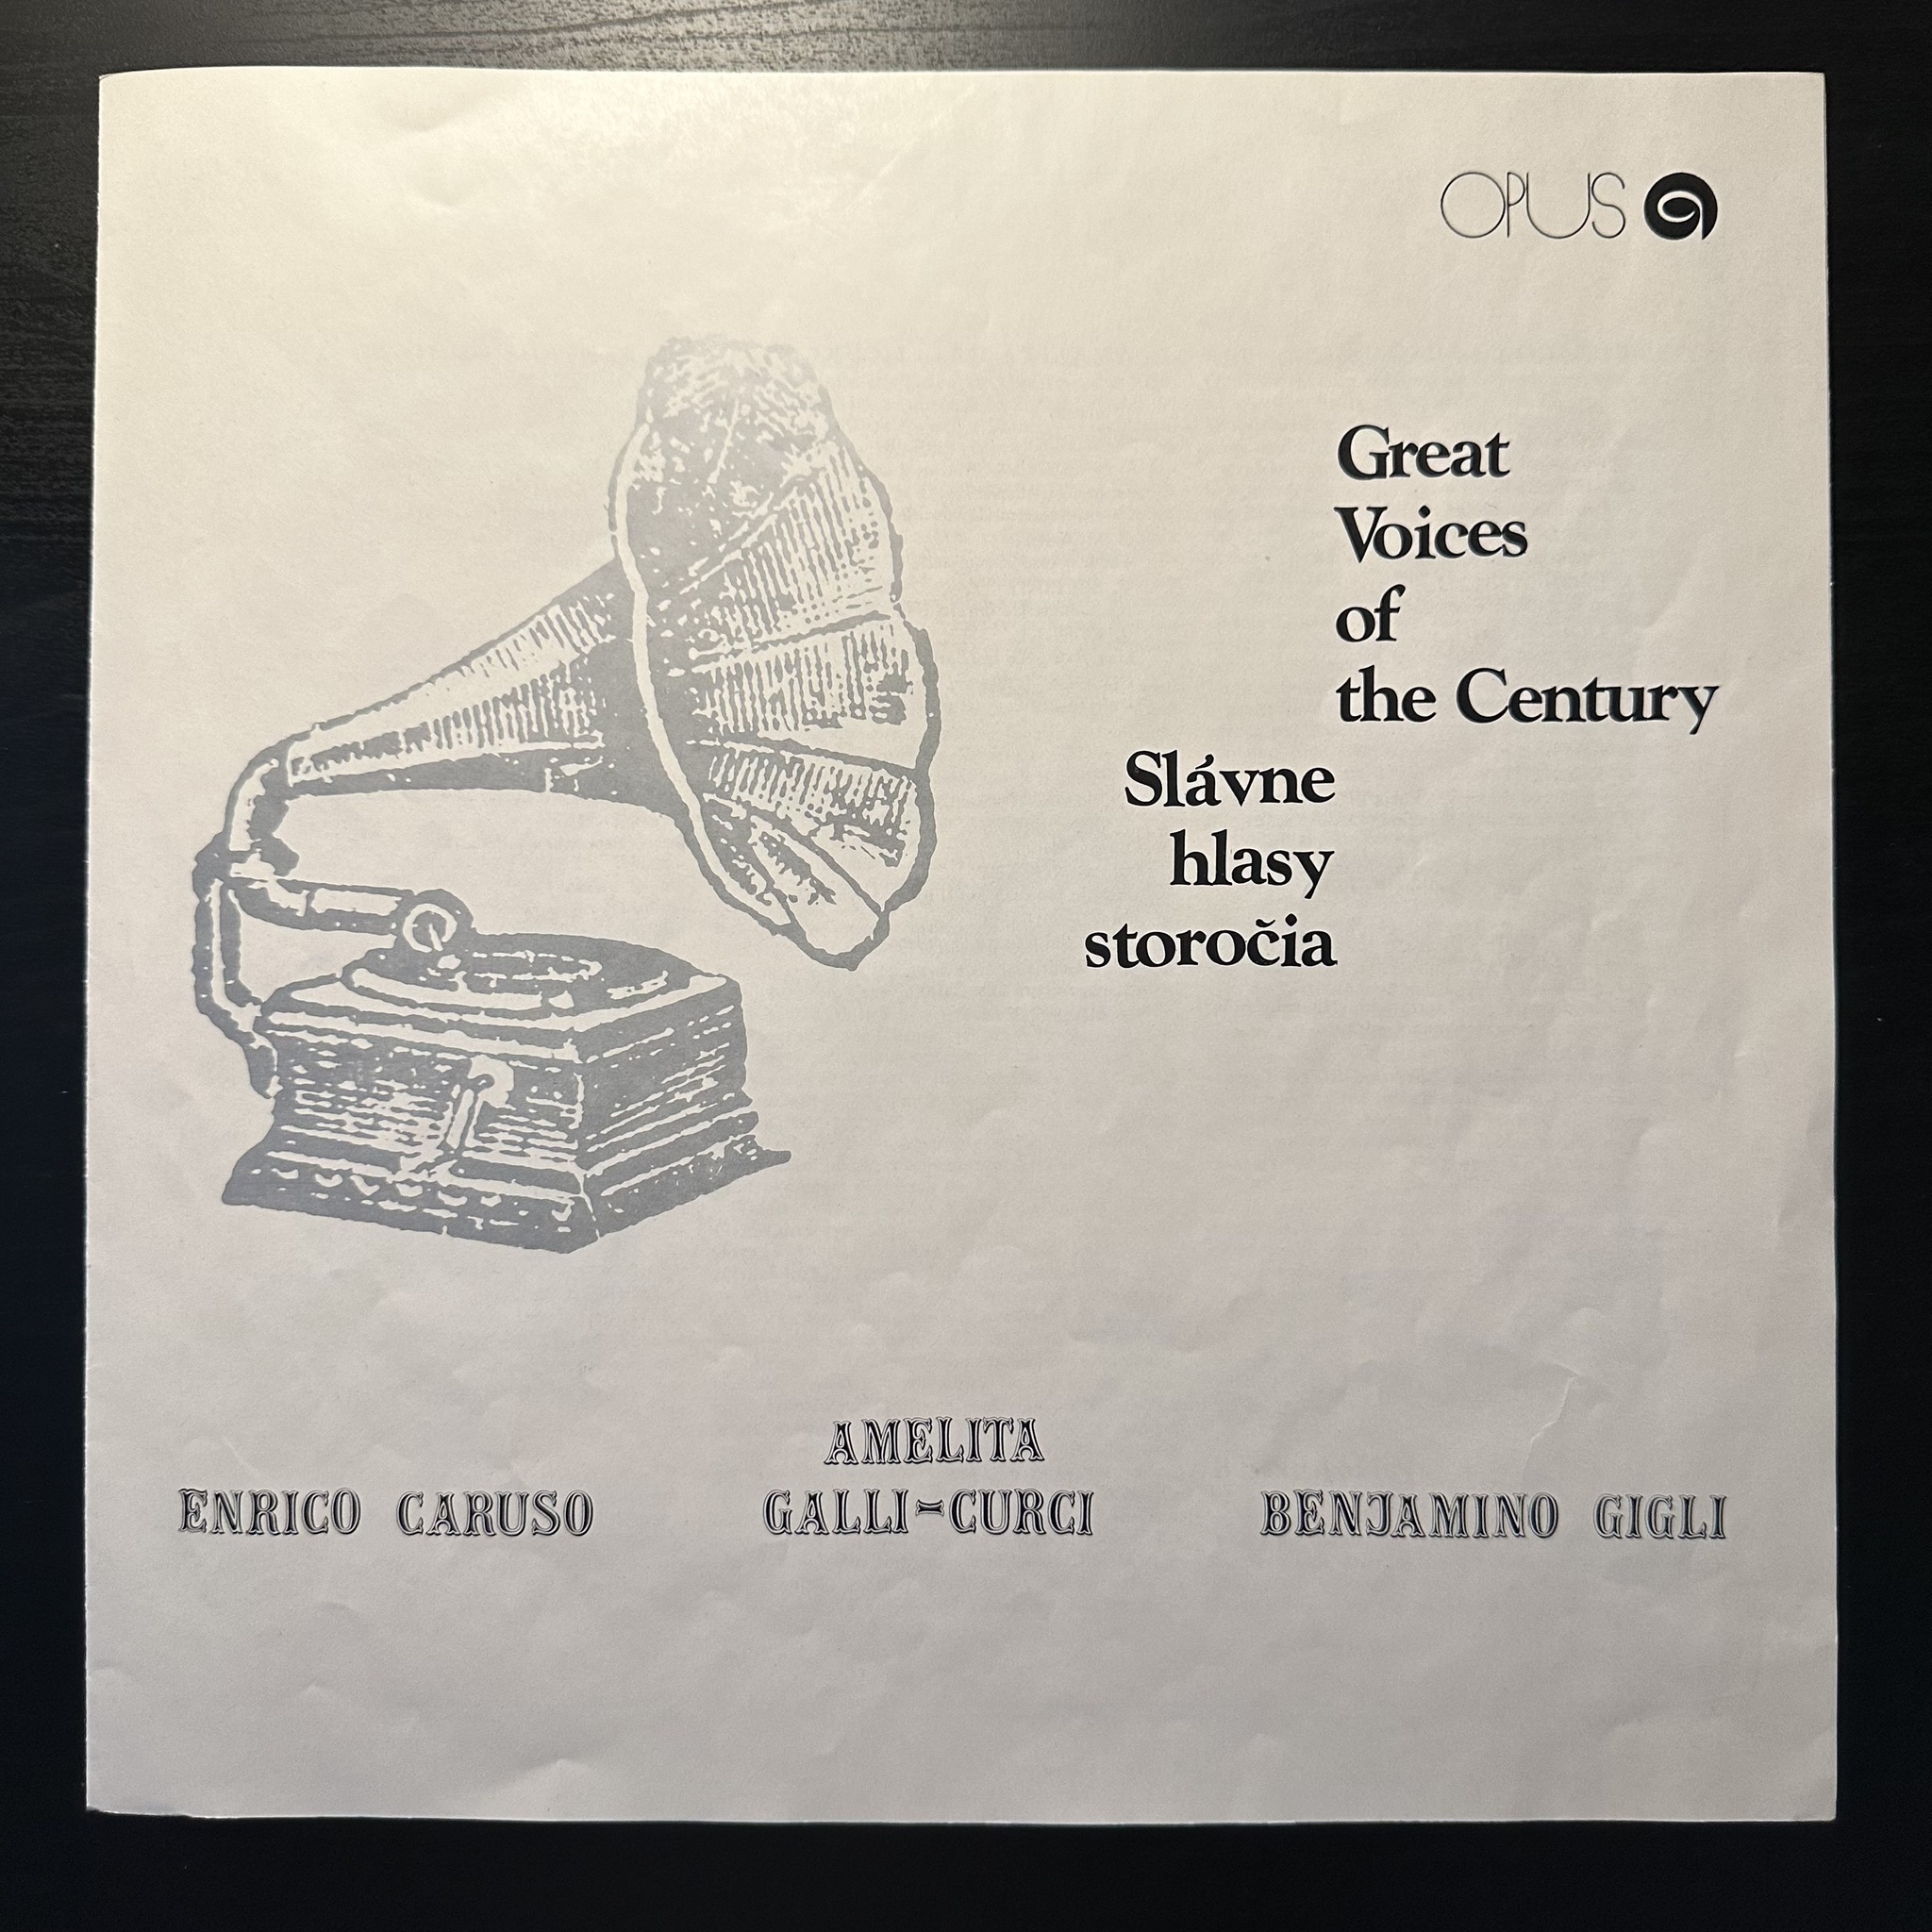 OPUS
Great
Voices
of
the Century
Slávne
hlasy
storočia
ENRICO CARUSO
AMELITA
GALLI-CURCI
BENJAMINO GIGLI